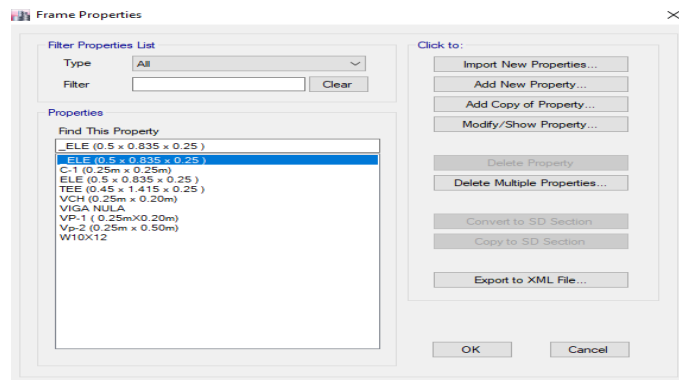 Frame Properties
Filter Properties List
Type All
Filter Clear
Properties
Find This Property
_ELE (0.5 x 0.835 x 0.25 )
_ELE (0.5 x 0.835 x 0.25 )
C-1 (0.25m x 0.25m)
ELE (0.5 x 0.835 x 0.25 )
TEE (0.45 x 1.415 x 0.25 )
VCH (0.25m x 0.20m)
VIGA NULA
VP-1 ( 0.25mX0.20m)
Vp-2 (0.25m x 0.50m)
W10X12
Click to:
Import New Properties...
Add New Property...
Add Copy of Property...
Modify/Show Property...
Delete Property
Delete Multiple Properties...
Convert to SD Section
Copy to SD Section
Export to XML File...
OK Cancel